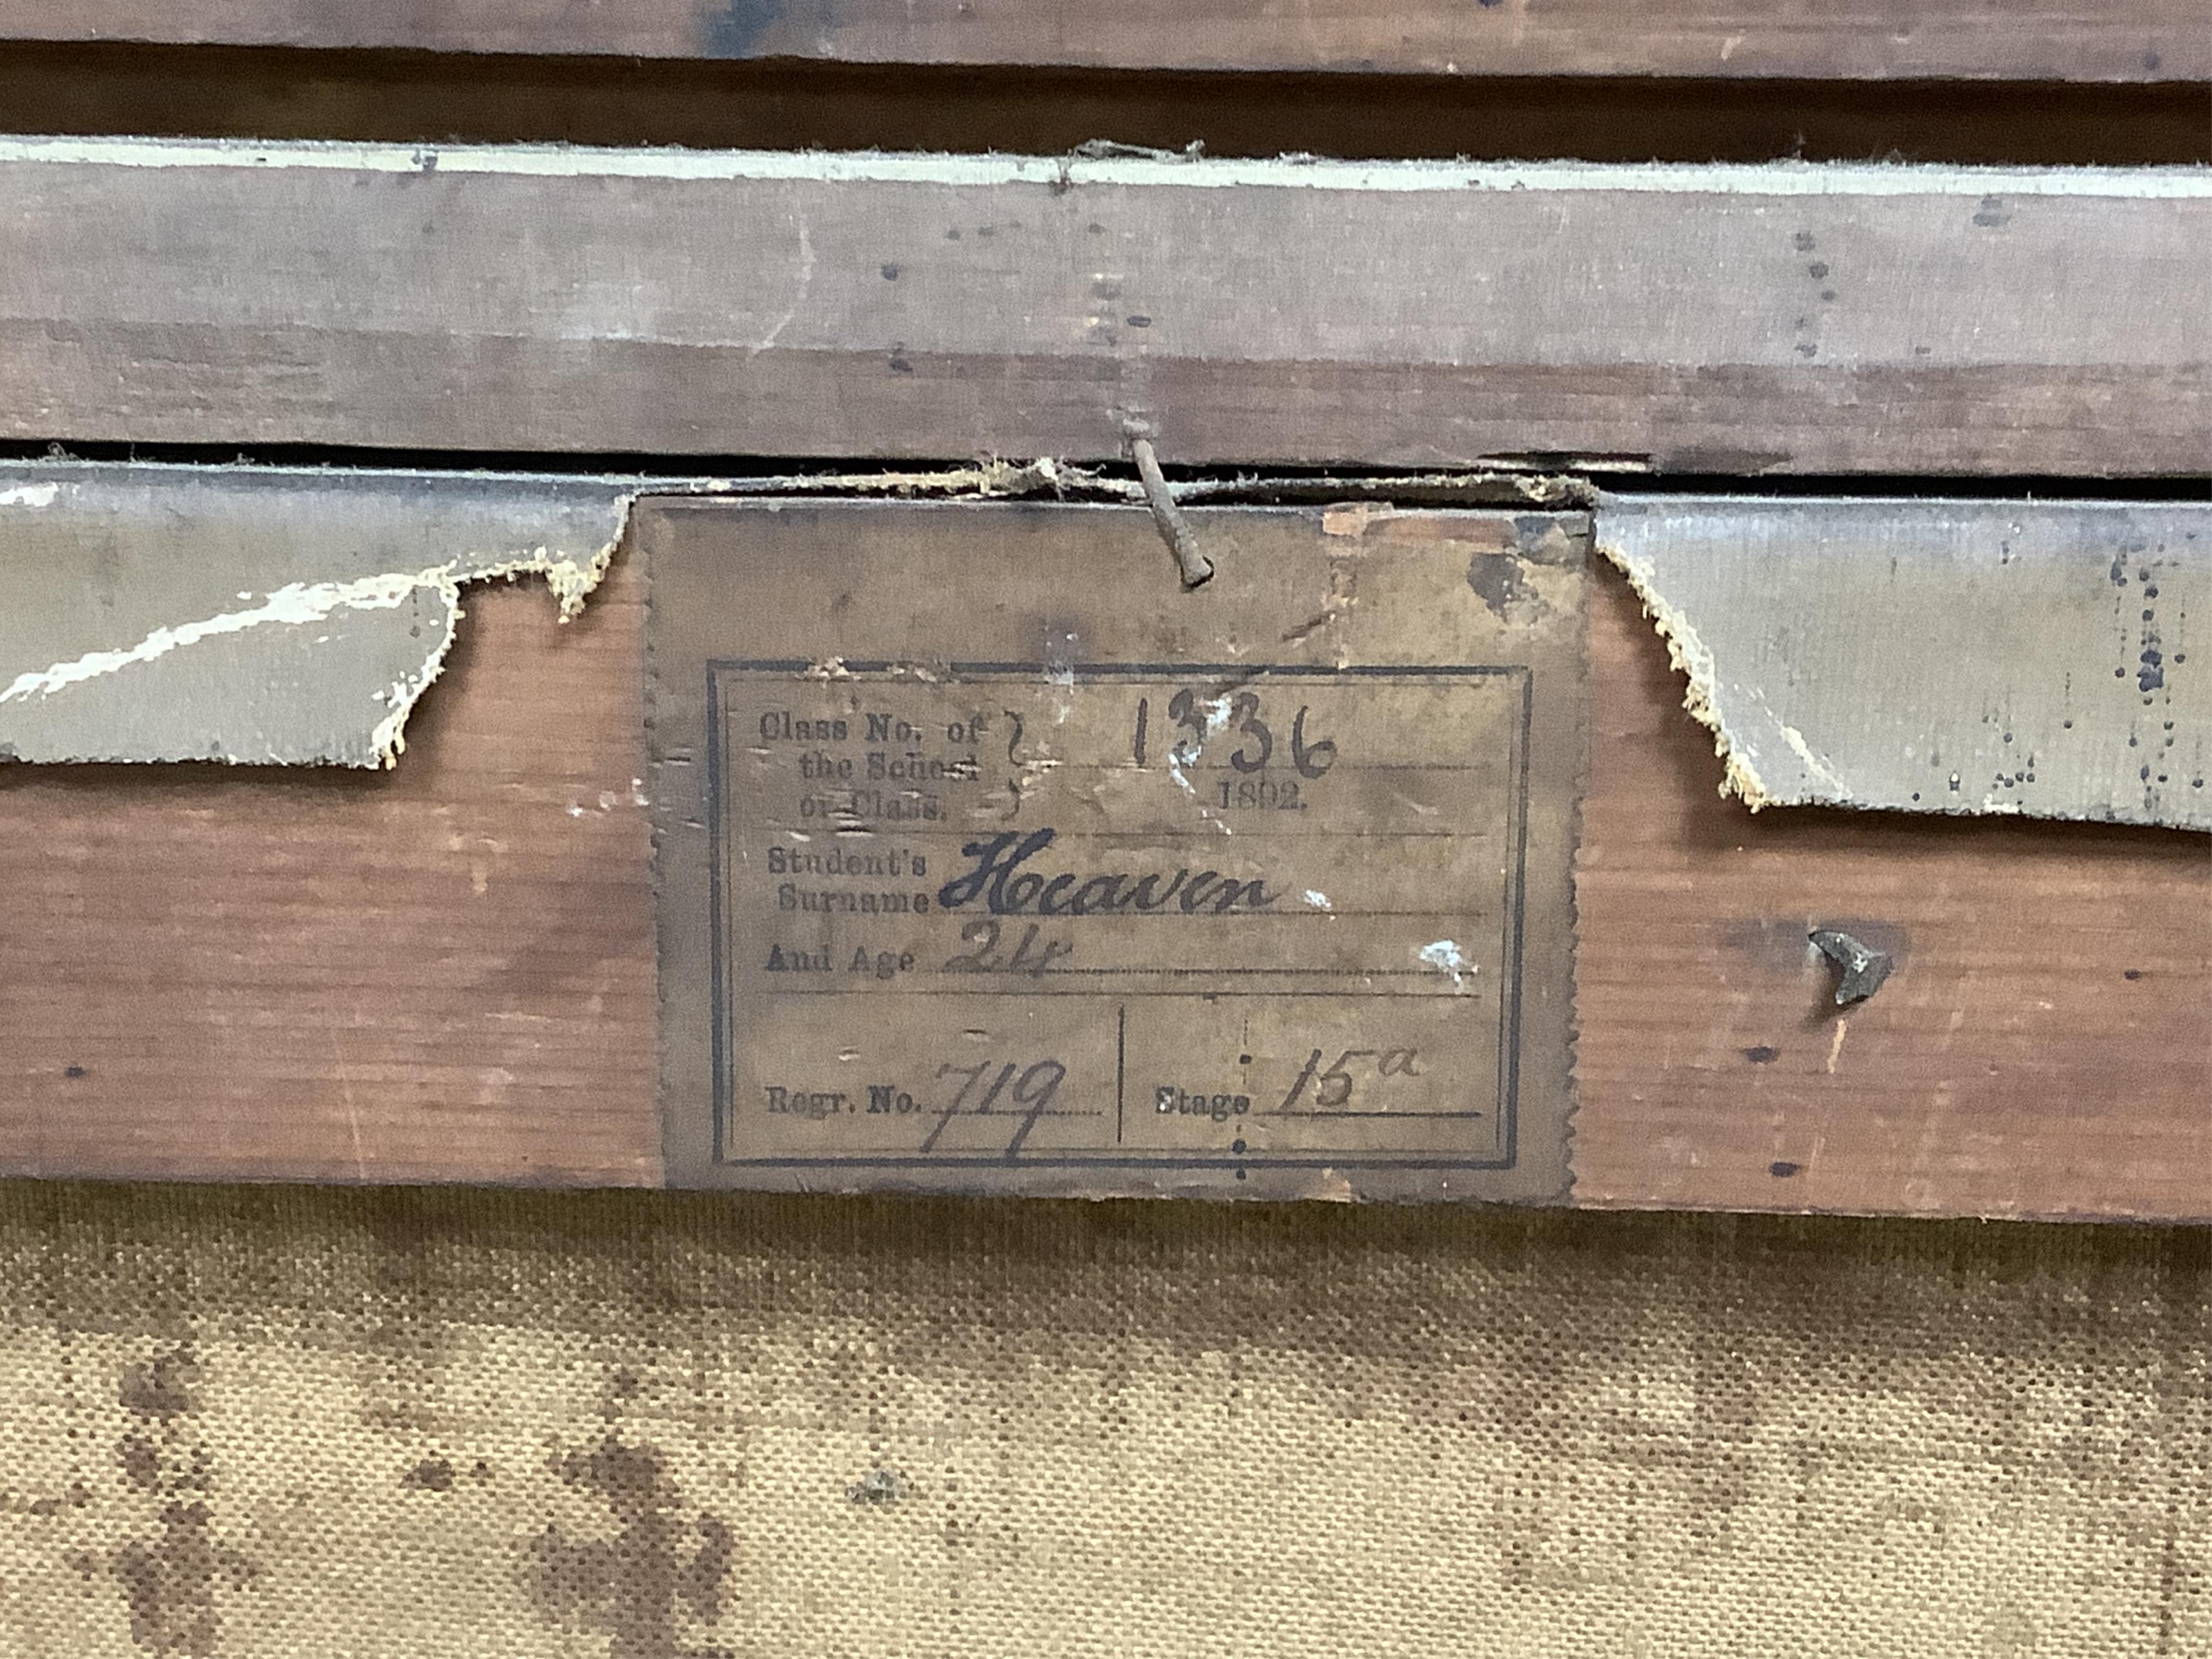 Class No. of } 1336
the School
or Class. 1892.
Student's
Surname Heaven
And Age 24
Regr. No. 719 Stage 15a